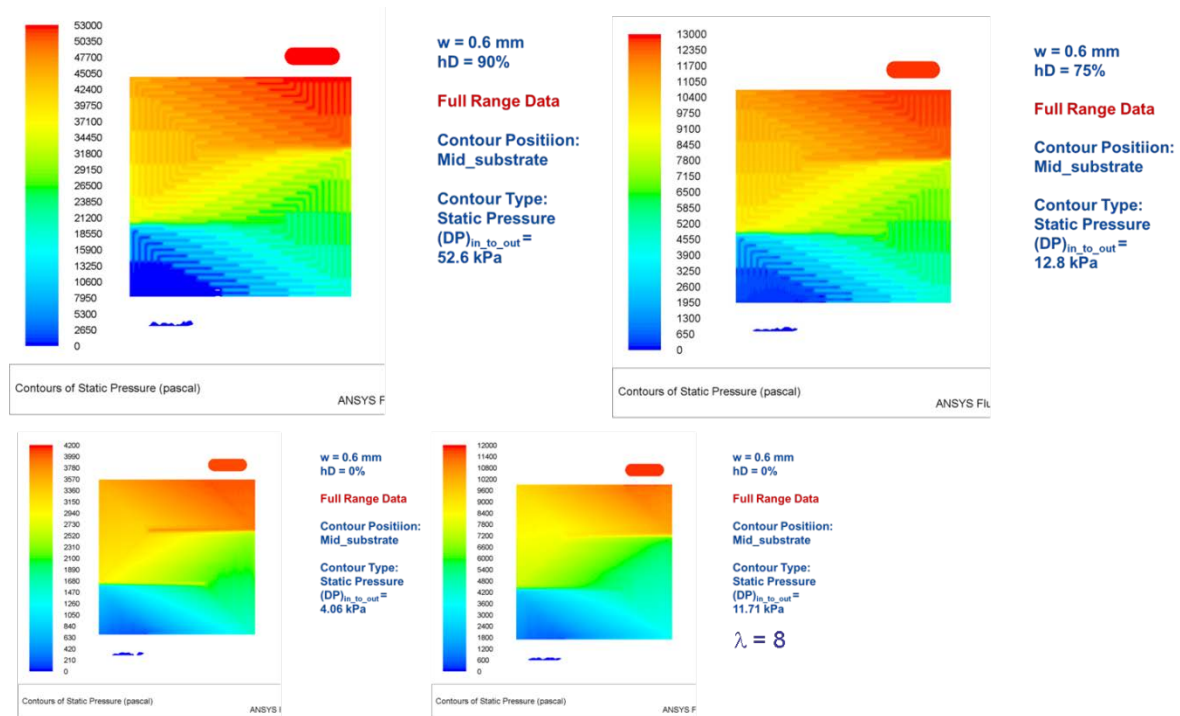 53000
50350
47700
45050
42400
39750
37100
34450
31800
29150
26500
23850
21200
18550
15900
13250
10600
7950
5300
2650
0
Contours of Static Pressure (pascal)
ANSYS F
w = 0.6 mm
hD = 90%
Full Range Data
Contour Positiion:
Mid_substrate
Contour Type:
Static Pressure
(DP)in_to_out =
52.6 kPa
13000
12350
11700
11050
10400
9750
9100
8450
7800
7150
6500
5850
5200
4550
3900
3250
2600
1950
1300
650
0
Contours of Static Pressure (pascal)
ANSYS Flu
w = 0.6 mm
hD = 75%
Full Range Data
Contour Positiion:
Mid_substrate
Contour Type:
Static Pressure
(DP)in_to_out =
12.8 kPa
4200
3990
3780
3570
3360
3150
2940
2730
2520
2310
2100
1890
1680
1470
1260
1050
840
630
420
210
0
Contours of Static Pressure (pascal)
ANSYS
w = 0.6 mm
hD = 0%
Full Range Data
Contour Positiion:
Mid_substrate
Contour Type:
Static Pressure
(DP)in_to_out =
4.06 kPa
12000
11400
10800
10200
9600
9000
8400
7800
7200
6600
6000
5400
4800
4200
3600
3000
2400
1800
1200
600
0
Contours of Static Pressure (pascal)
ANSYS F
w = 0.6 mm
hD = 0%
Full Range Data
Contour Positiion:
Mid_substrate
Contour Type:
Static Pressure
(DP)in_to_out =
11.71 kPa
λ = 8